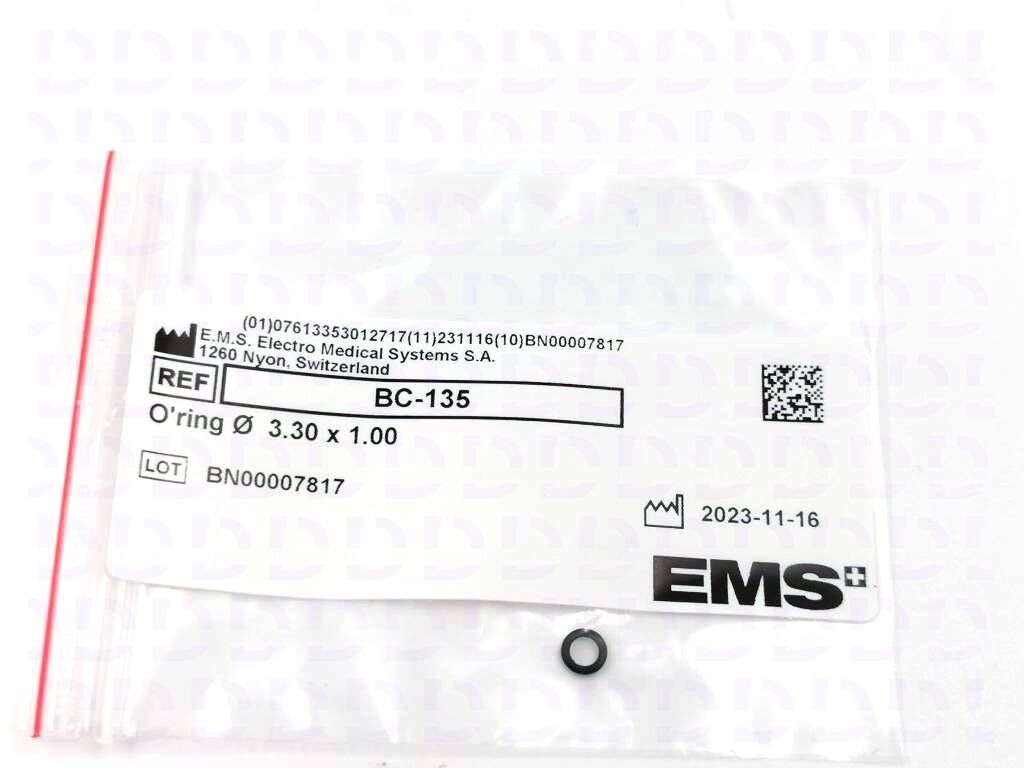 (01)07613353012717(11)231116(10)BN00007817
E.M.S. Electro Medical Systems S.A.
1260 Nyon, Switzerland
REF BC-135
O'ring Ø 3.30 x 1.00
LOT BN00007817
2023-11-16
EMS